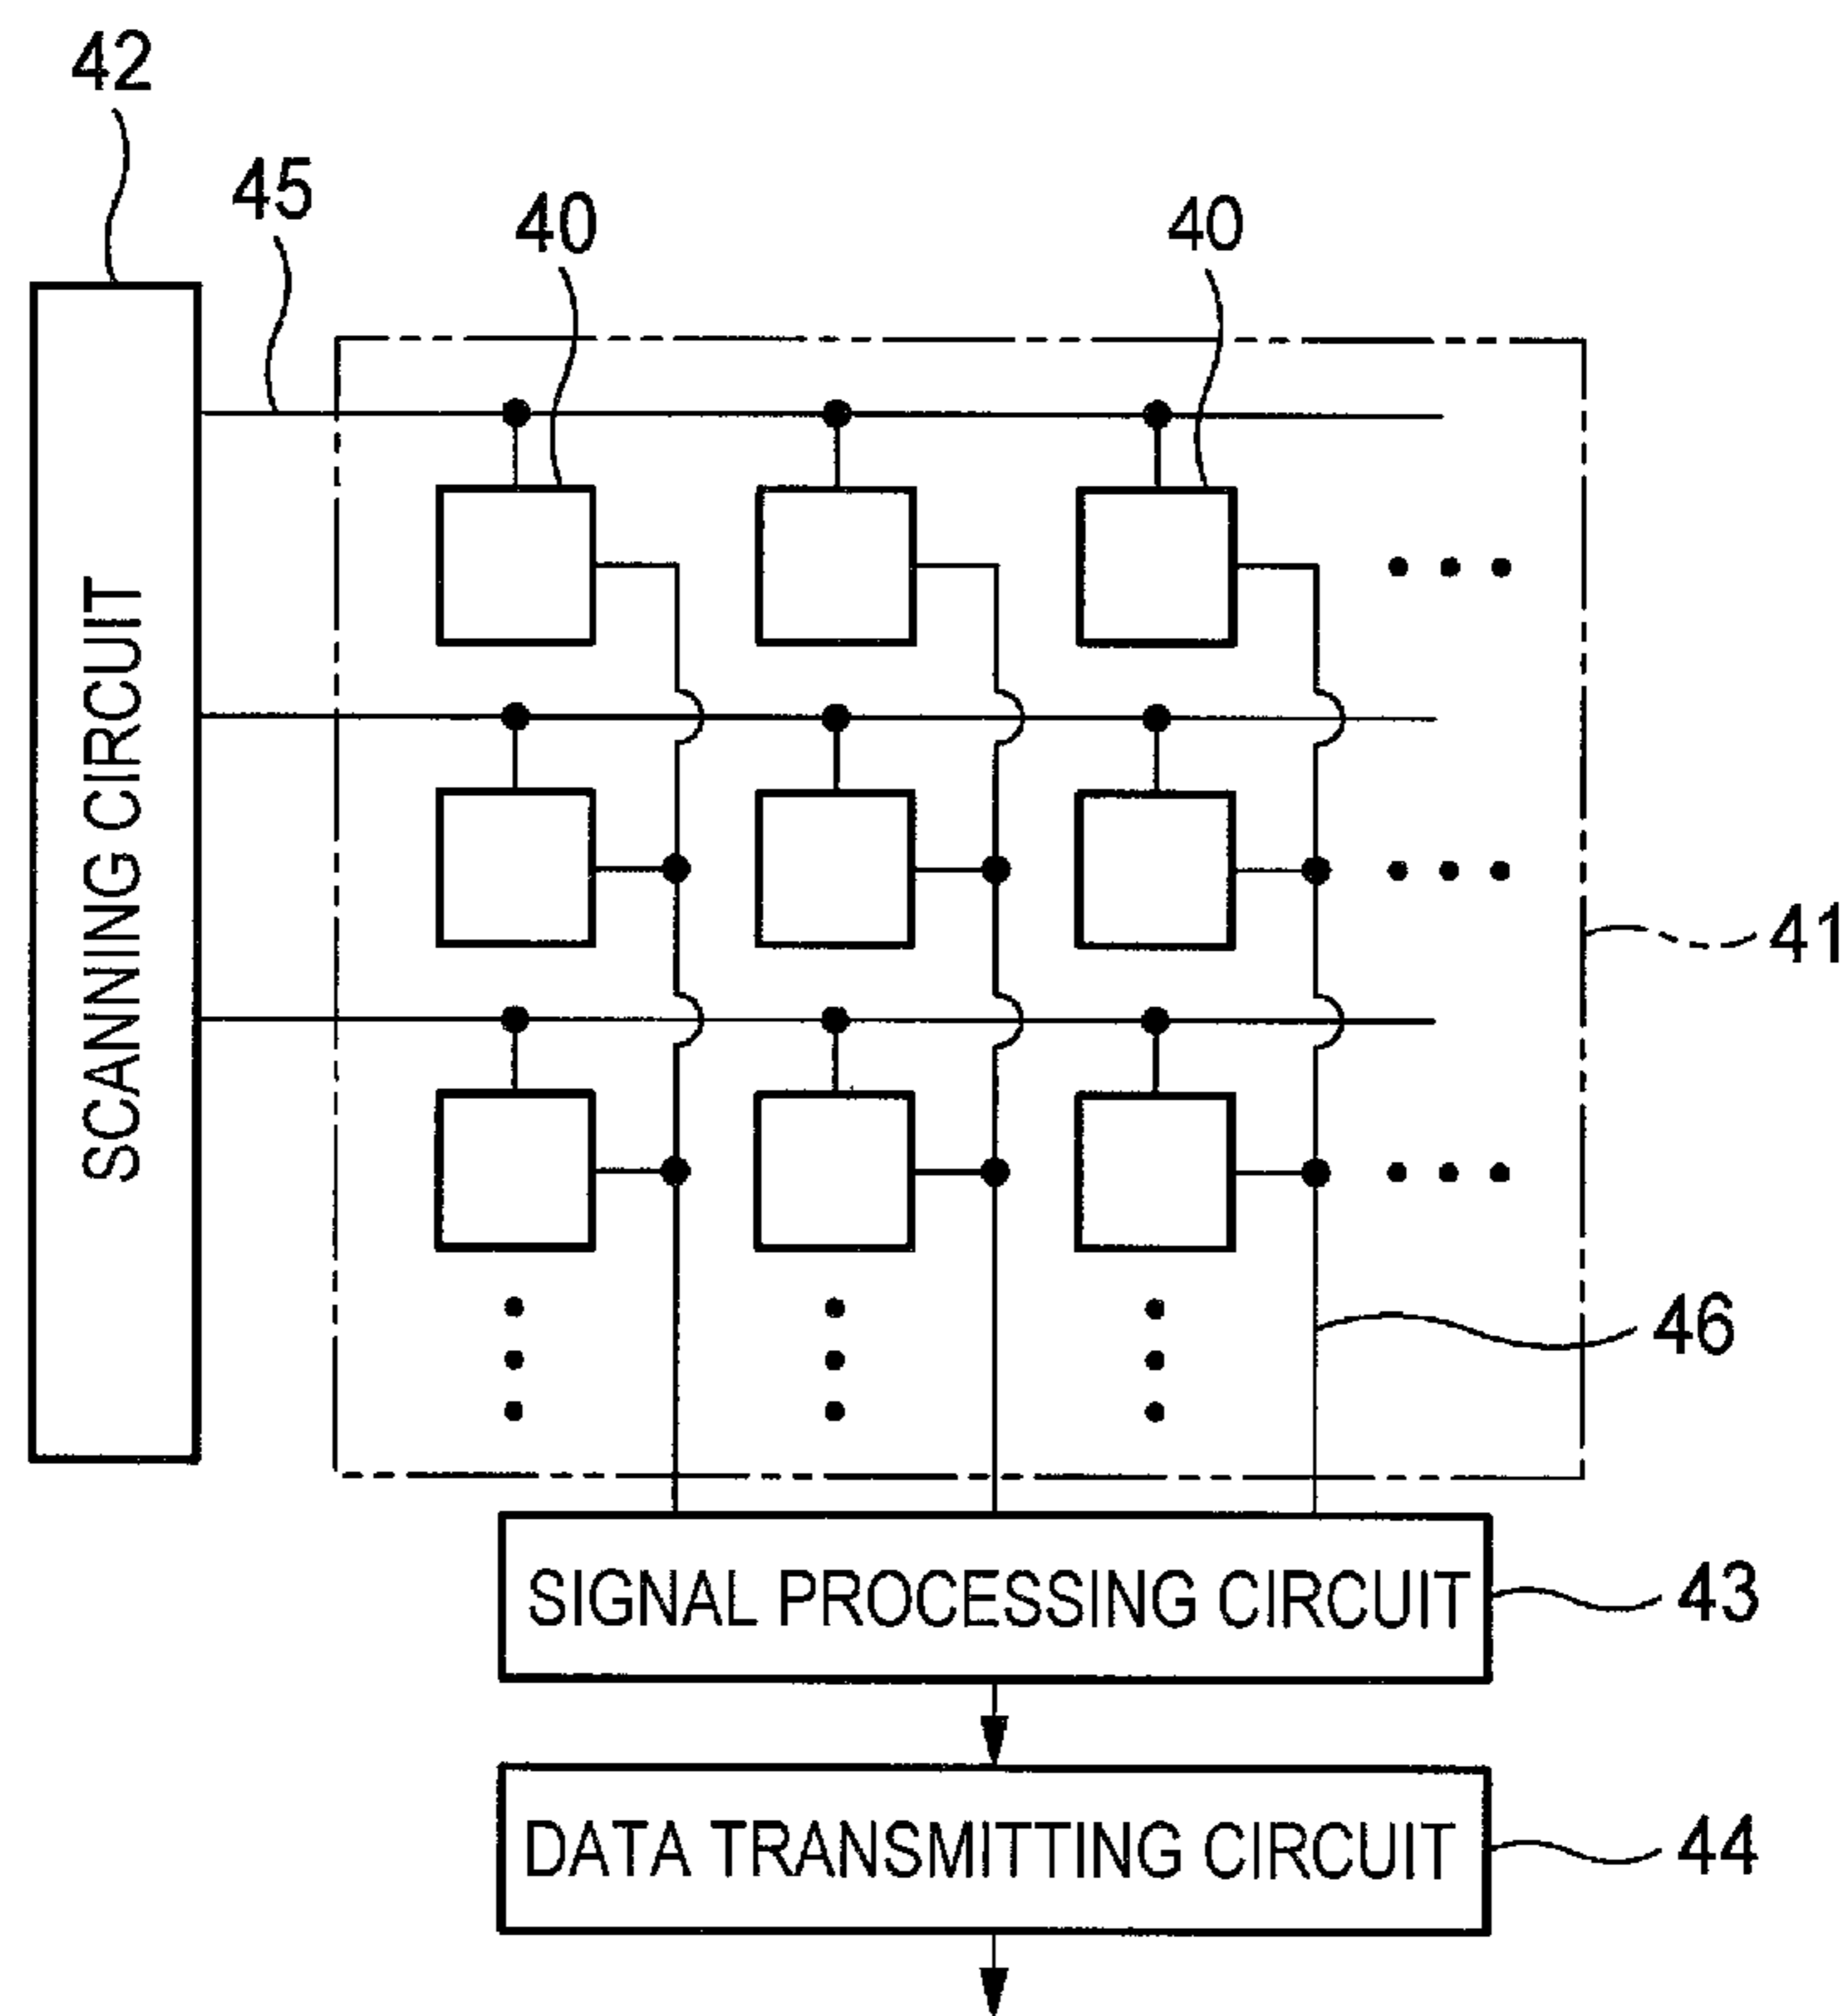 42
45
40
40
SCANNING CIRCUIT
41
46
SIGNAL PROCESSING CIRCUIT
43
DATA TRANSMITTING CIRCUIT
44